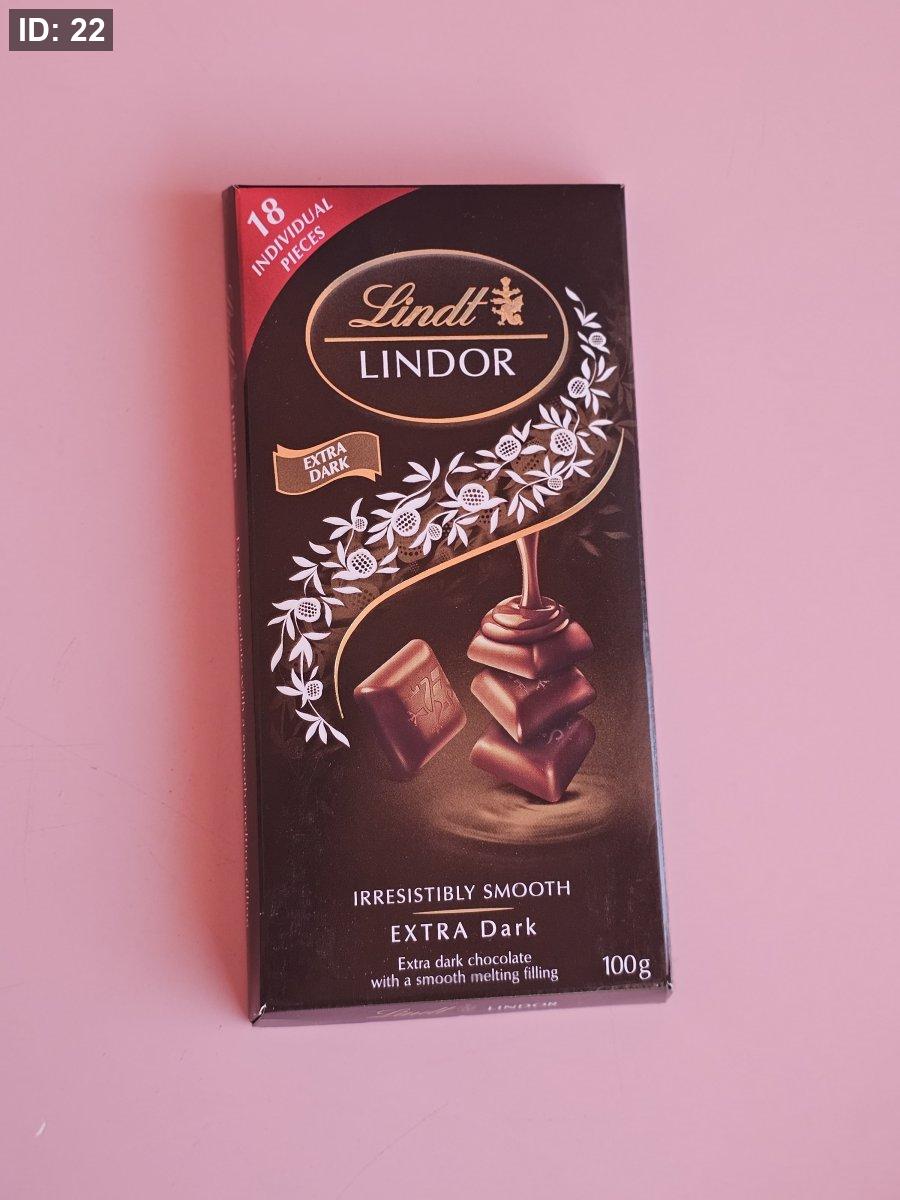 ID: 22
18
INDIVIDUAL
PIECES
Lindt
LINDOR
EXTRA
DARK
IRRESISTIBLY SMOOTH
EXTRA Dark
Extra dark chocolate
with a smooth melting filling
100g
Lindt LINDOR